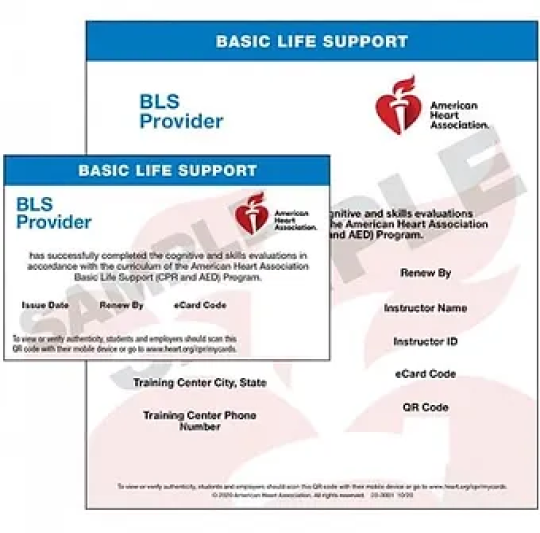 BASIC LIFE SUPPORT
BLS
Provider
American
Heart
Association.
gnitive and skills evaluations
he American Heart Association
and AED) Program.
Renew By
Instructor Name
Instructor ID
eCard Code
QR Code
Training Center City, State
Training Center Phone
Number
To view or verify authenticity, students and employers should scan this QR code with their mobile device or go to www.heart.org/cpr/mycards.
© 2020 American Heart Association. All rights reserved. 20-3001 10/20
BASIC LIFE SUPPORT
BLS
Provider
American
Heart
Association.
has successfully completed the cognitive and skills evaluations in
accordance with the curriculum of the American Heart Association
Basic Life Support (CPR and AED) Program.
Issue Date Renew By eCard Code
To view or verify authenticity, students and employers should scan this
QR code with their mobile device or go to www.heart.org/cpr/mycards.
SAMPLE
SAMPLE